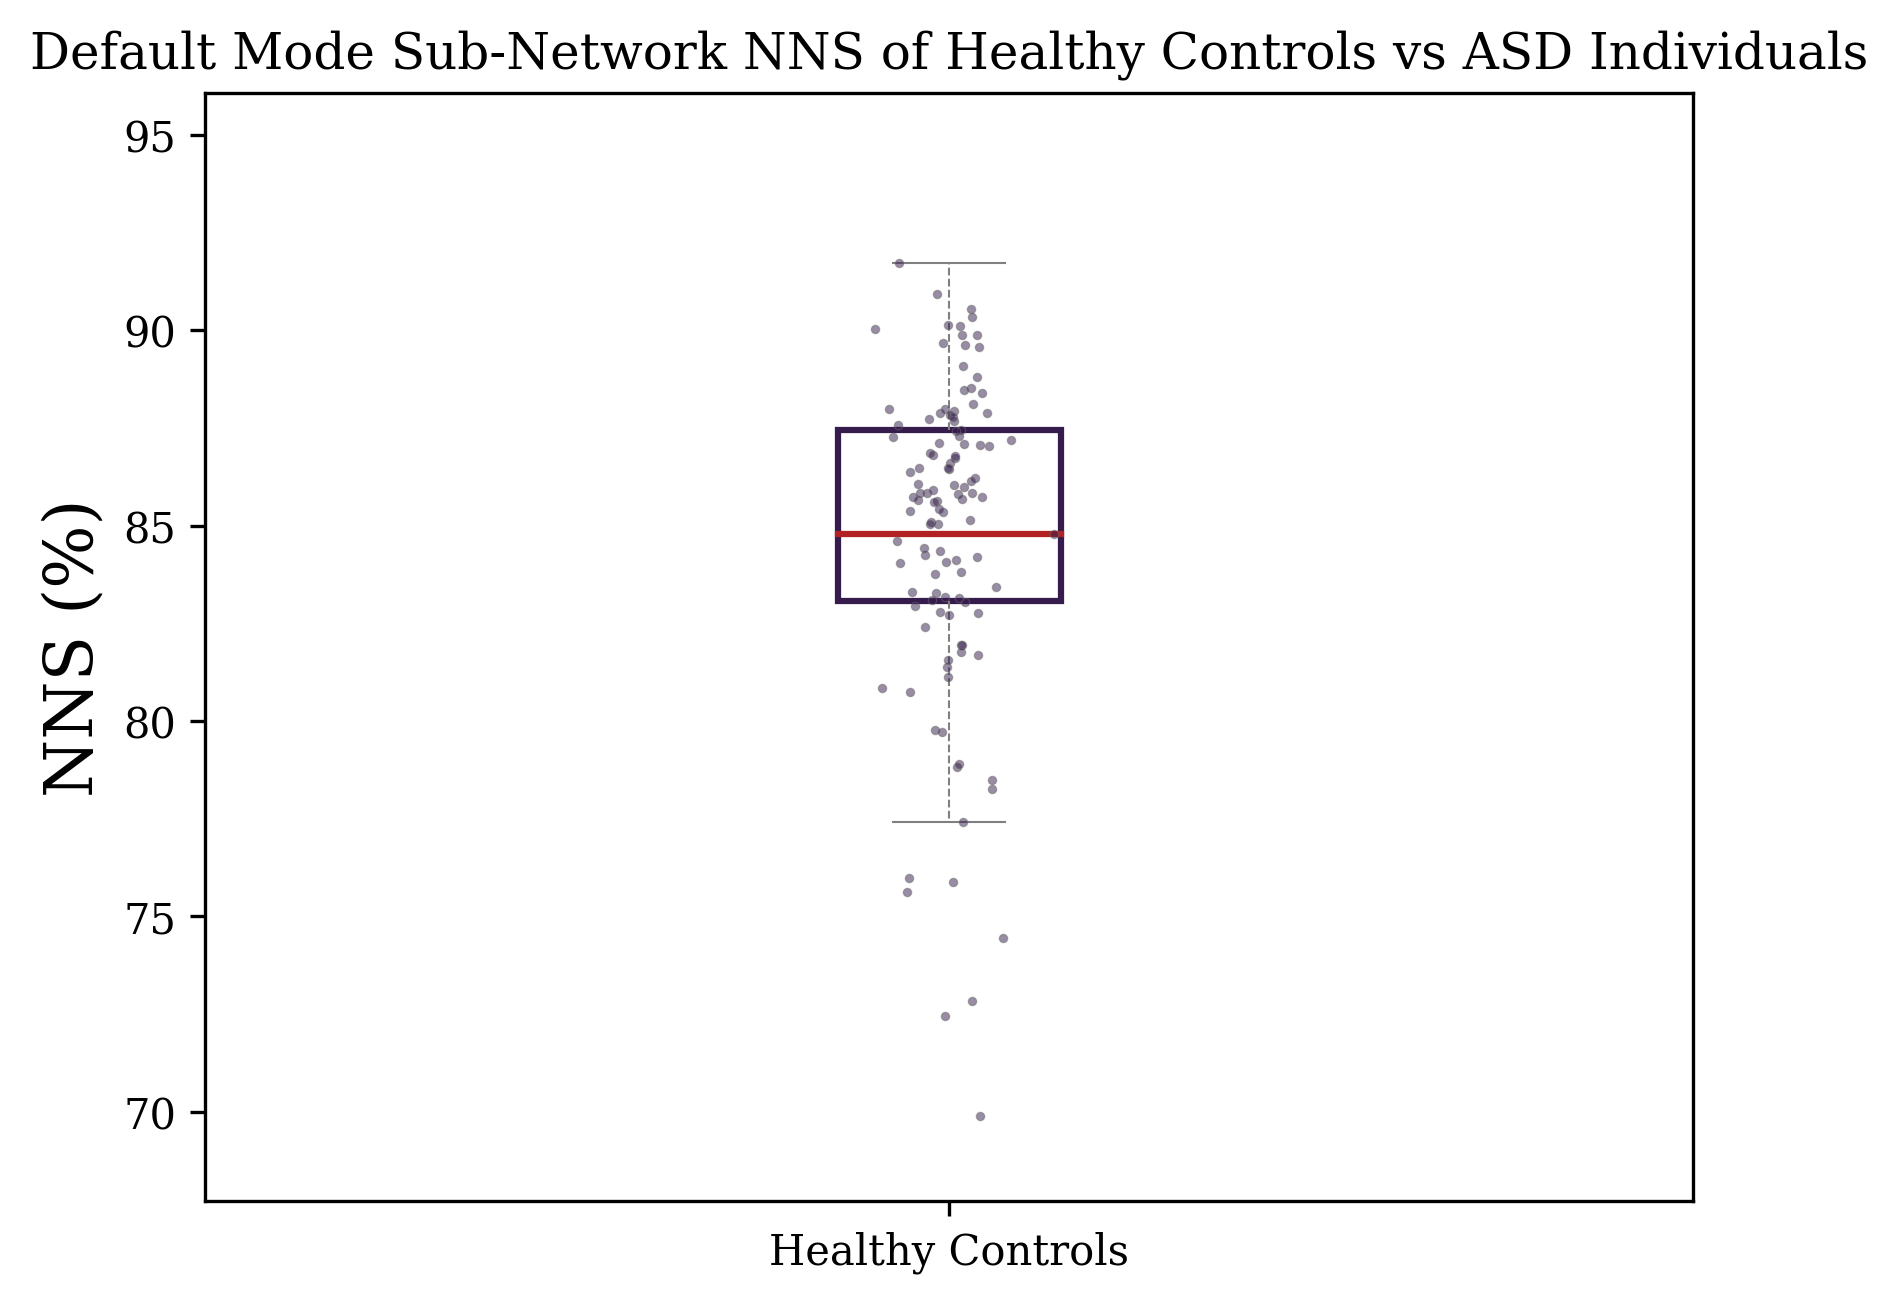 Default Mode Sub-Network NNS of Healthy Controls vs ASD Individuals
NNS (%)
95
90
85
80
75
70
Healthy Controls